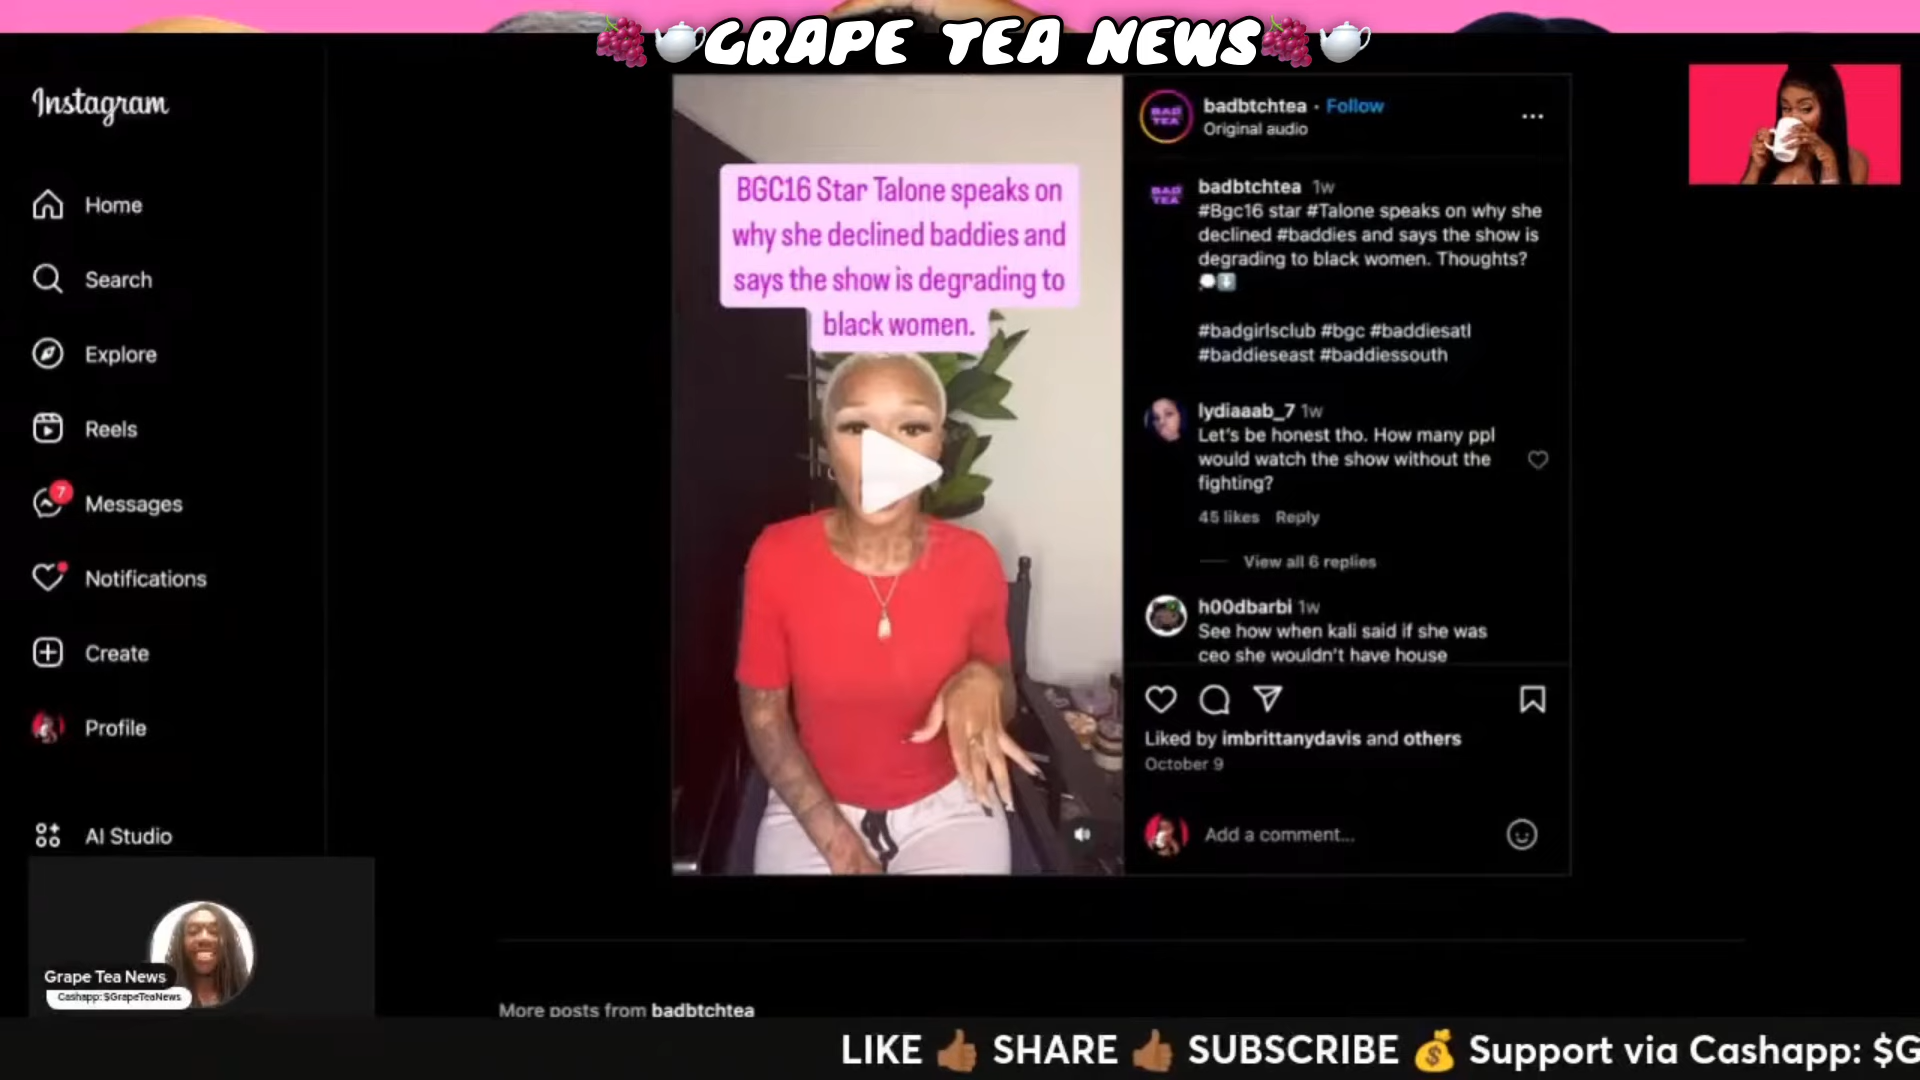 🍇🫖GRAPE TEA NEWS🍇🫖
Instagram
Home
Search
Explore
Reels
7
Messages
Notifications
Create
Profile
AI Studio
Grape Tea News
Cashapp: $GrapeTeaNews
BGC16 Star Talone speaks on
why she declined baddies and
says the show is degrading to
black women.
BAD
TEA
badbtchtea • Follow
Original audio
BAD
TEA
badbtchtea 1w
#Bgc16 star #Talone speaks on why she
declined #baddies and says the show is
degrading to black women. Thoughts?
💭⬇️
#badgirlsclub #bgc #baddiesatl
#baddieseast #baddiessouth
lydiaaab_7 1w
Let's be honest tho. How many ppl
would watch the show without the
fighting?
45 likes Reply
View all 6 replies
h00dbarbi 1w
See how when kali said if she was
ceo she wouldn't have house
Liked by imbrittanydavis and others
October 9
Add a comment...
More posts from badbtchtea
LIKE 👍🏾 SHARE 👍🏾 SUBSCRIBE 💰 Support via Cashapp: $G